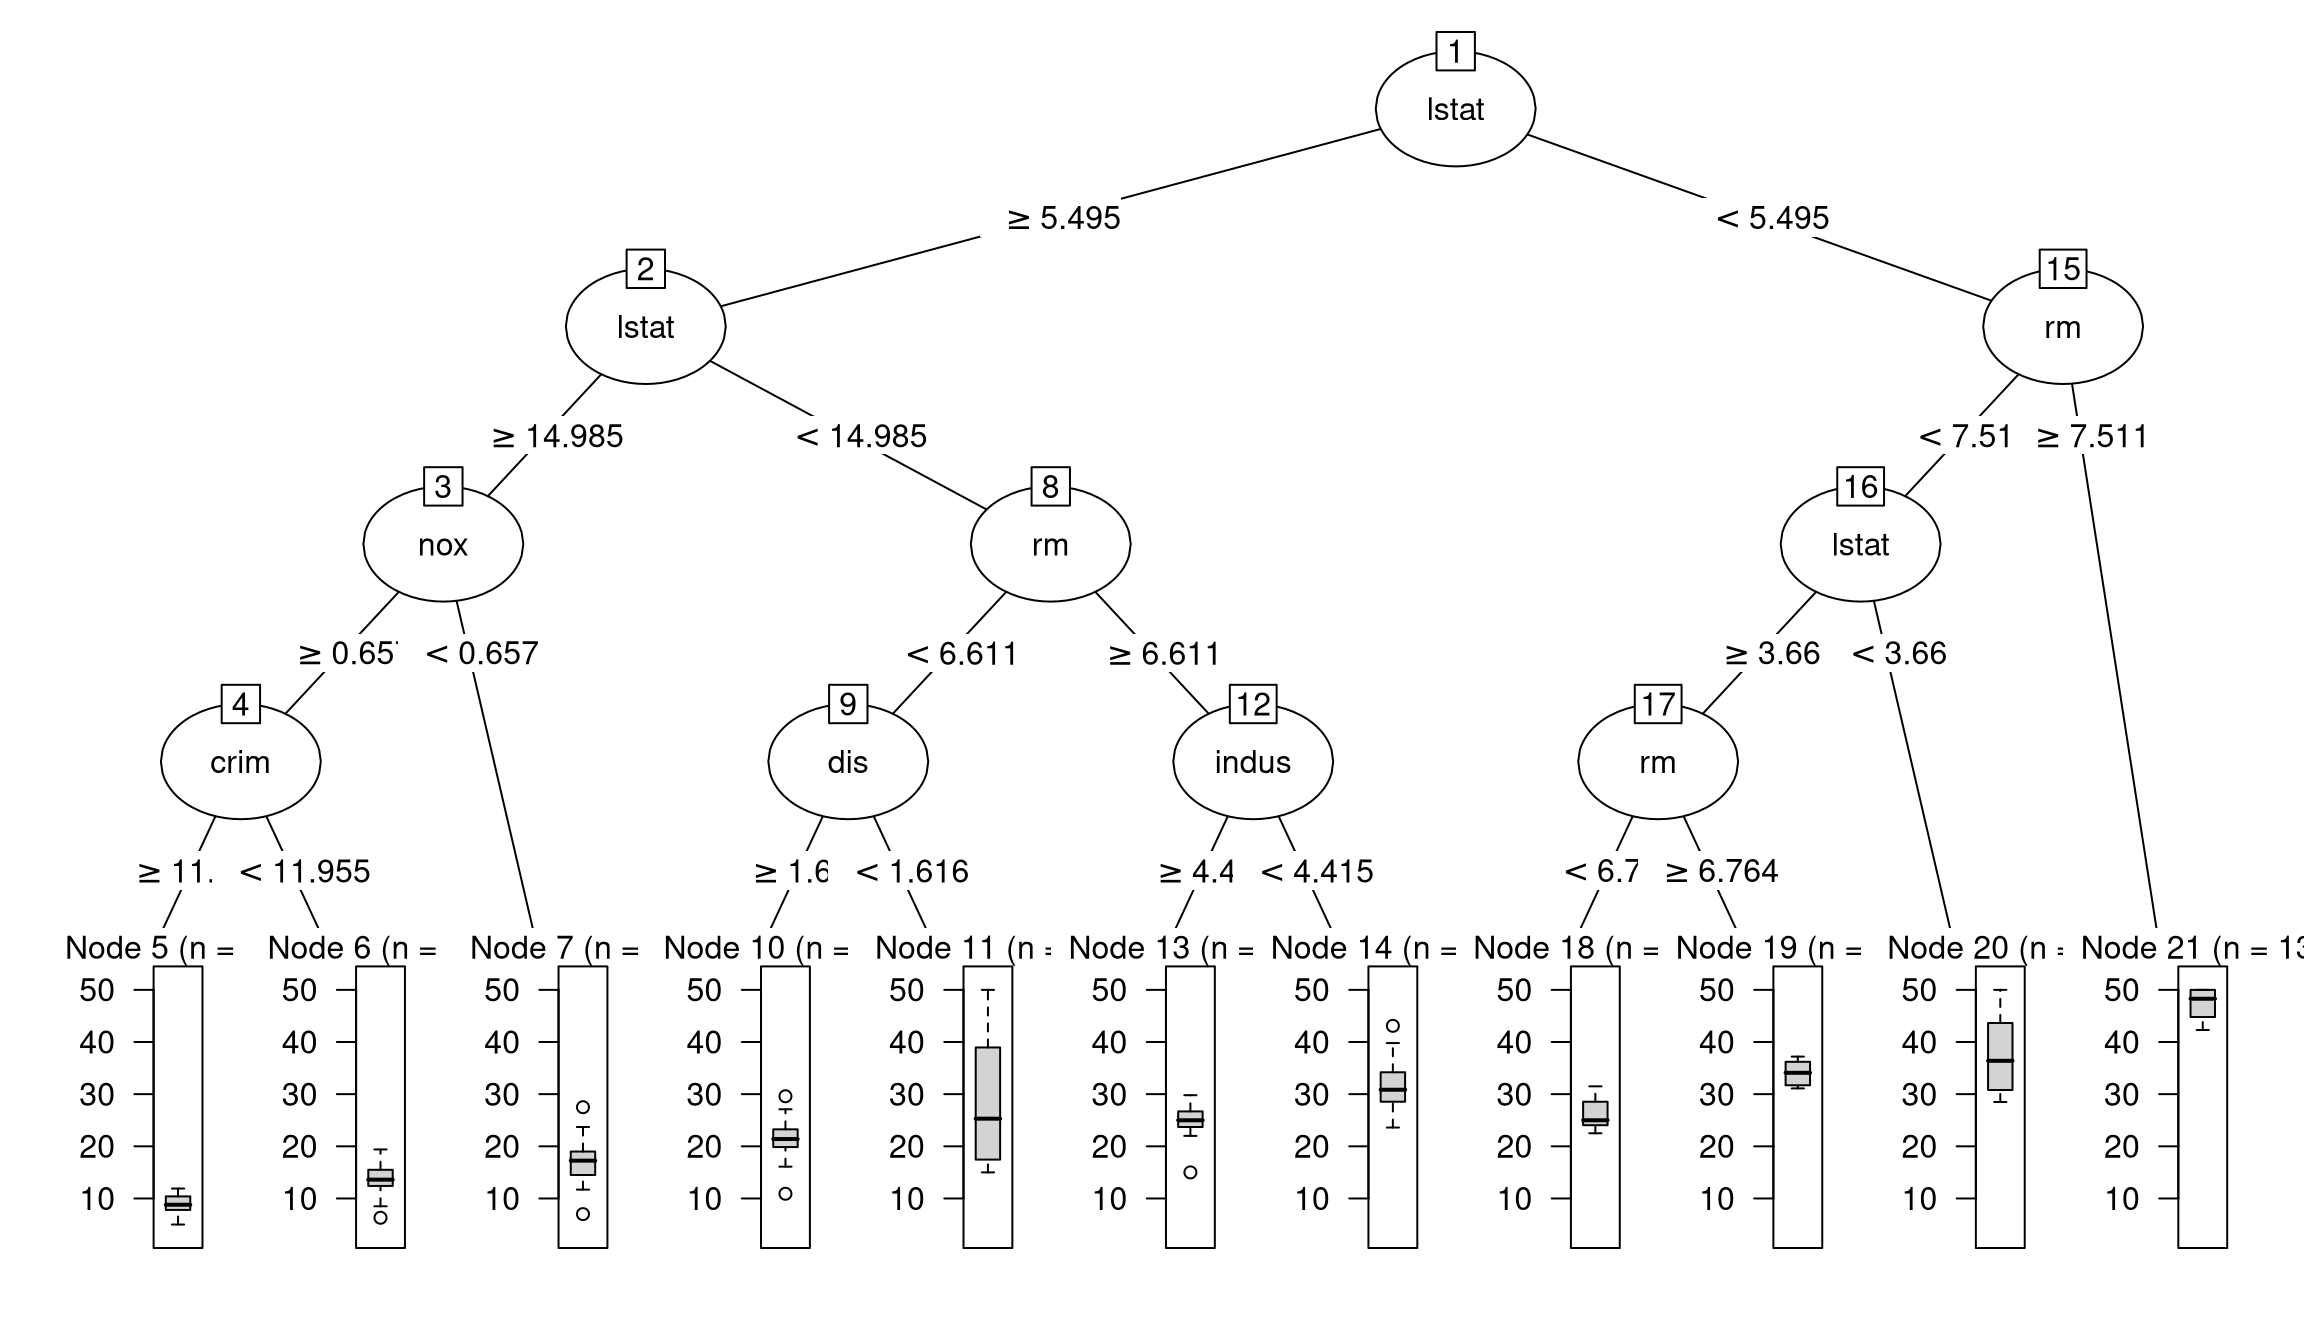 1
lstat
≥ 5.495 < 5.495
2 15
lstat rm
≥ 14.985 < 14.985 < 7.51 ≥ 7.511
3 8 16
nox rm lstat
≥ 0.65 < 0.657 < 6.611 ≥ 6.611 ≥ 3.66 < 3.66
4 9 12 17
crim dis indus rm
≥ 11. < 11.955 ≥ 1.6 < 1.616 ≥ 4.4 < 4.415 < 6.7 ≥ 6.764
Node 5 (n = Node 6 (n = Node 7 (n = Node 10 (n = Node 11 (n = Node 13 (n = Node 14 (n = Node 18 (n = Node 19 (n = Node 20 (n = Node 21 (n = 13
50 50 50 50 50 50 50 50 50 50 50
40 40 40 40 40 40 40 40 40 40 40
30 30 30 30 30 30 30 30 30 30 30
20 20 20 20 20 20 20 20 20 20 20
10 10 10 10 10 10 10 10 10 10 10